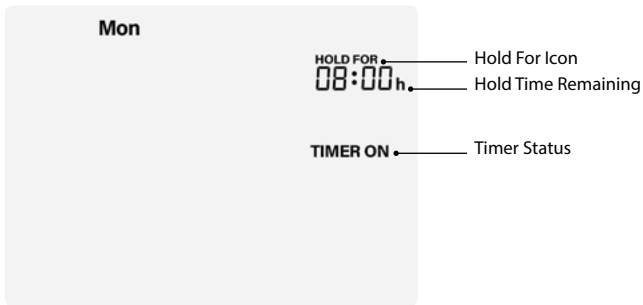 Mon
HOLD FOR
Hold For Icon
08:00h
Hold Time Remaining
TIMER ON
Timer Status